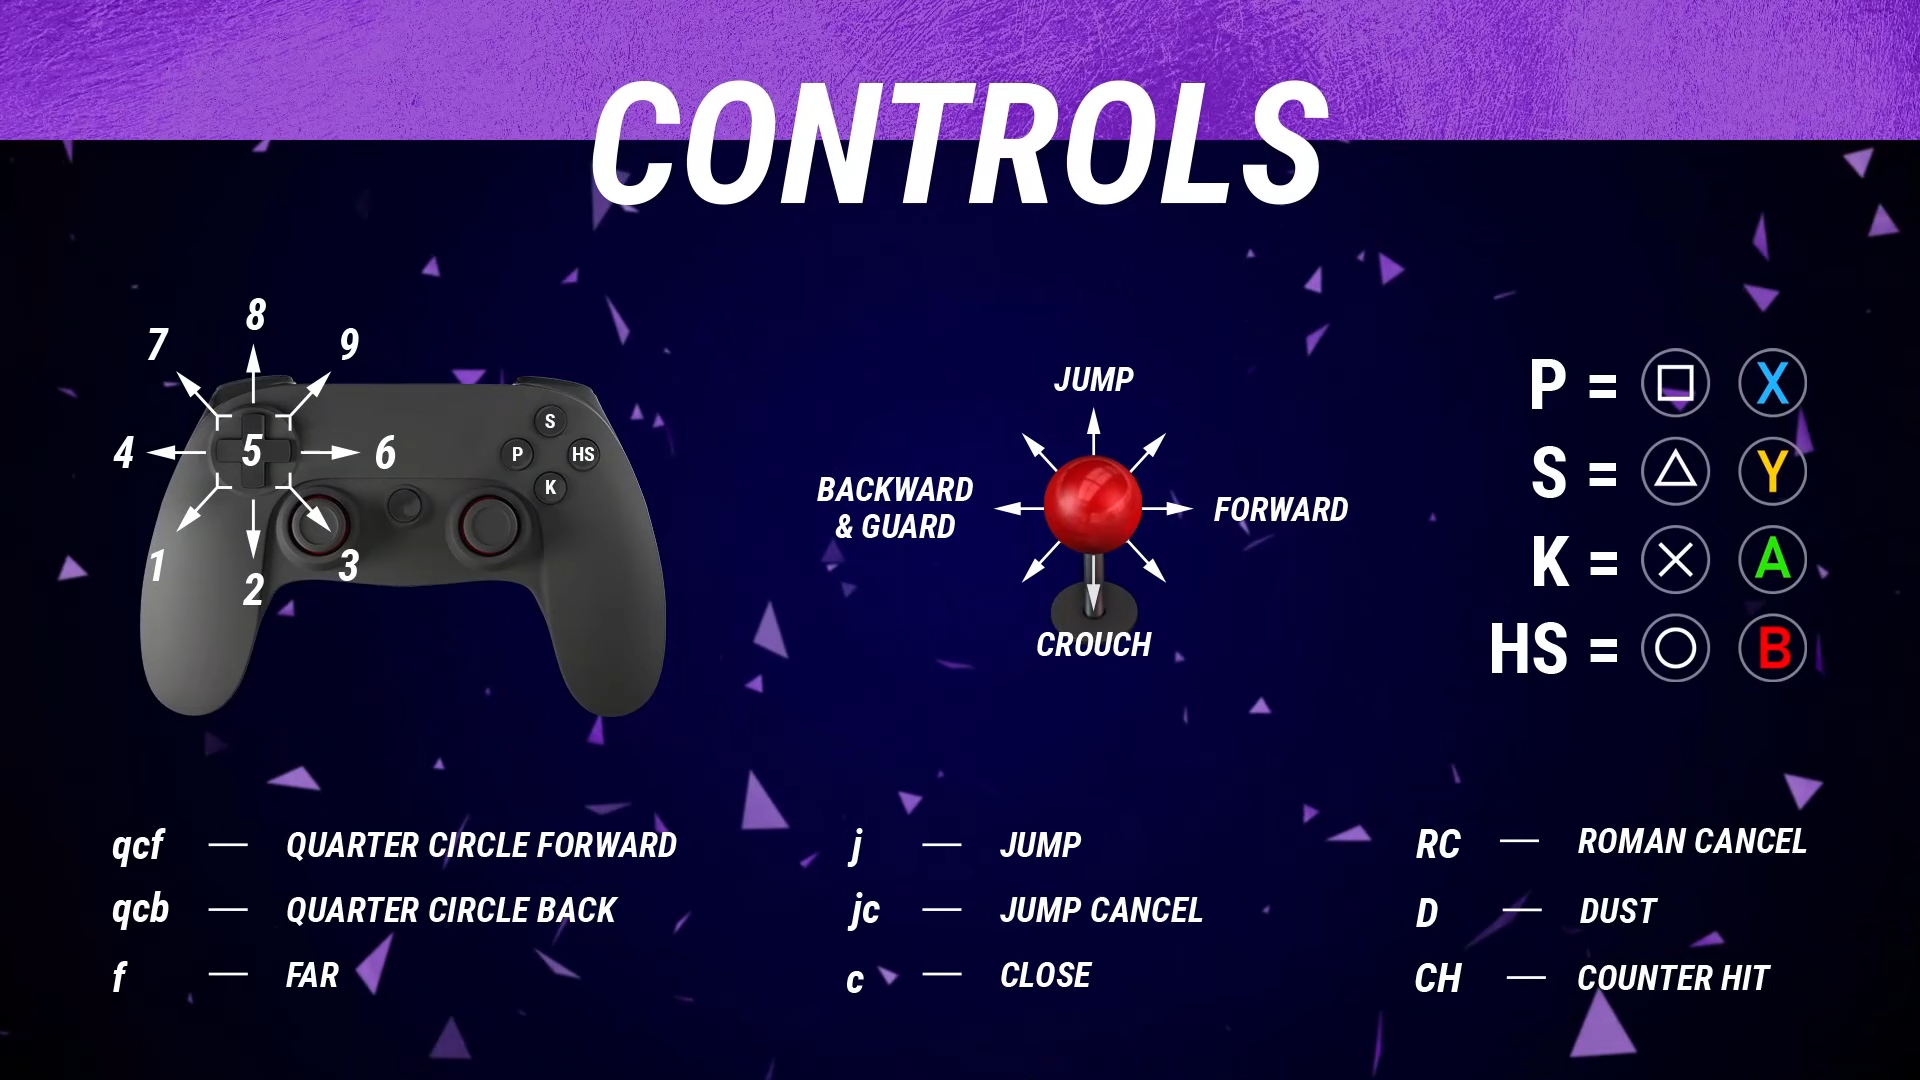 CONTROLS
8
7
9
4
5
6
1
2
3
S
P
HS
K
JUMP
BACKWARD
& GUARD
FORWARD
CROUCH
P = X
S = Y
K = A
HS = B
qcf — QUARTER CIRCLE FORWARD
qcb — QUARTER CIRCLE BACK
f — FAR
j — JUMP
jc — JUMP CANCEL
c — CLOSE
RC — ROMAN CANCEL
D — DUST
CH — COUNTER HIT